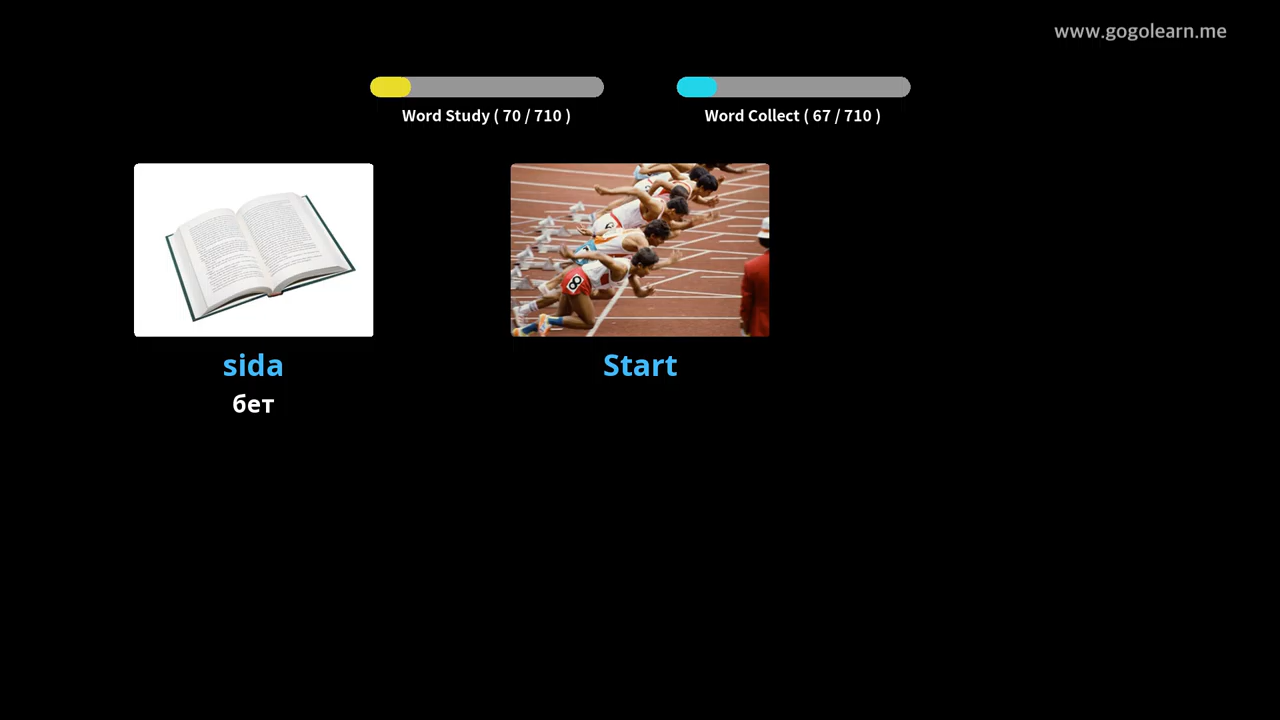 www.gogolearn.me
Word Study ( 70 / 710 )
Word Collect ( 67 / 710 )
sida
бет
Start